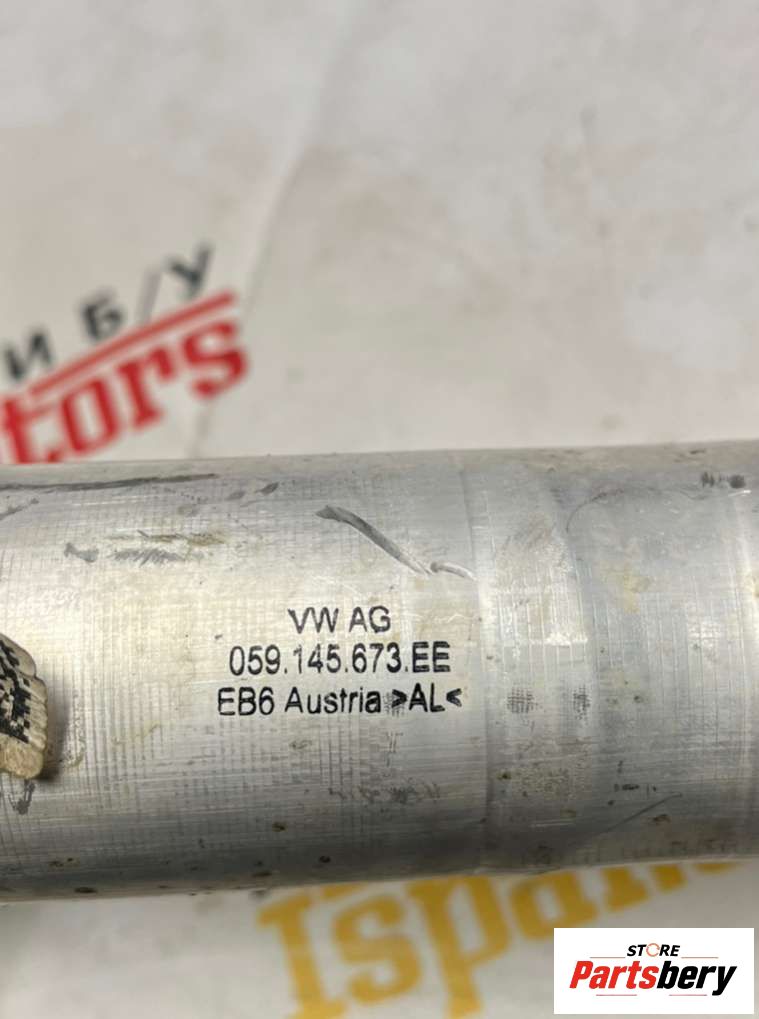 И Б/У
tors
VW AG
059.145.673.EE
EB6 Austria >AL<
STORE
Partsbery